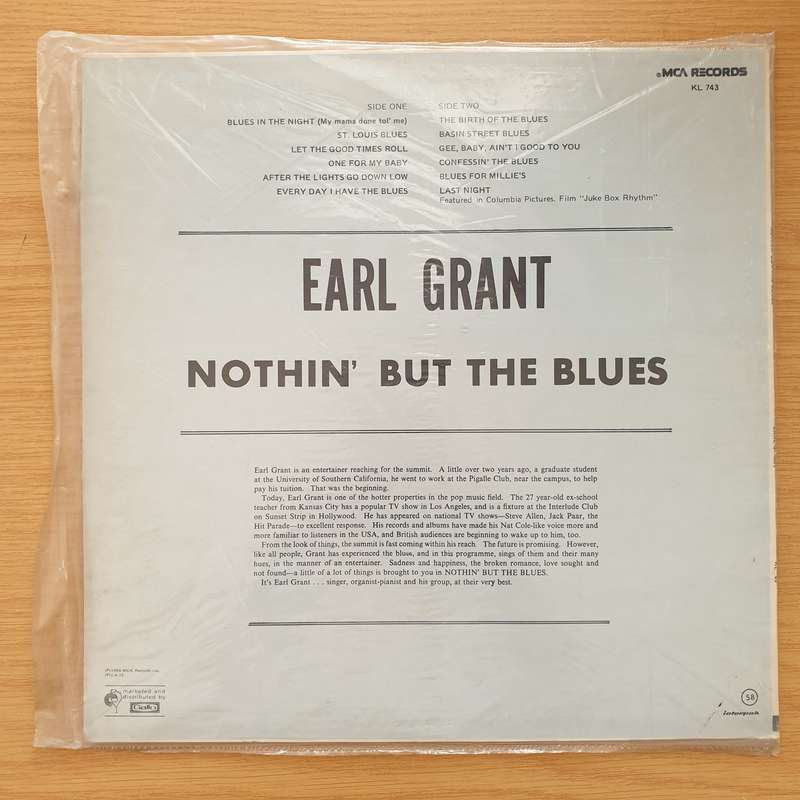 MCA RECORDS
KL 743
SIDE ONE
BLUES IN THE NIGHT (My mama done tol' me)
ST. LOUIS BLUES
LET THE GOOD TIMES ROLL
ONE FOR MY BABY
AFTER THE LIGHTS GO DOWN LOW
EVERY DAY I HAVE THE BLUES
SIDE TWO
THE BIRTH OF THE BLUES
BASIN STREET BLUES
GEE, BABY, AIN'T I GOOD TO YOU
CONFESSIN' THE BLUES
BLUES FOR MILLIE'S
LAST NIGHT
Featured in Columbia Pictures, Film "Juke Box Rhythm"
EARL GRANT
NOTHIN' BUT THE BLUES
Earl Grant is an entertainer reaching for the summit. A little over two years ago, a graduate student
at the University of Southern California, he went to work at the Pigalle Club, near the campus, to help
pay his tuition. That was the beginning.
Today, Earl Grant is one of the hotter properties in the pop music field. The 27 year-old ex-school
teacher from Kansas City has a popular TV show in Los Angeles, and is a fixture at the Interlude Club
on Sunset Strip in Hollywood. He has appeared on national TV shows—Steve Allen, Jack Paar, the
Hit Parade—to excellent response. His records and albums have made his Nat Cole-like voice more and
more familiar to listeners in the USA, and British audiences are beginning to wake up to him, too.
From the look of things, the summit is fast coming within his reach. The future is promising. However,
like all people, Grant has experienced the blues, and in this programme, sings of them and their many
hues, in the manner of an entertainer. Sadness and happiness, the broken romance, love sought and
not found—a little of a lot of things is brought to you in NOTHIN' BUT THE BLUES.
It's Earl Grant . . . singer, organist-pianist and his group, at their very best.
marketed and
distributed by
Gallo
58
interpak